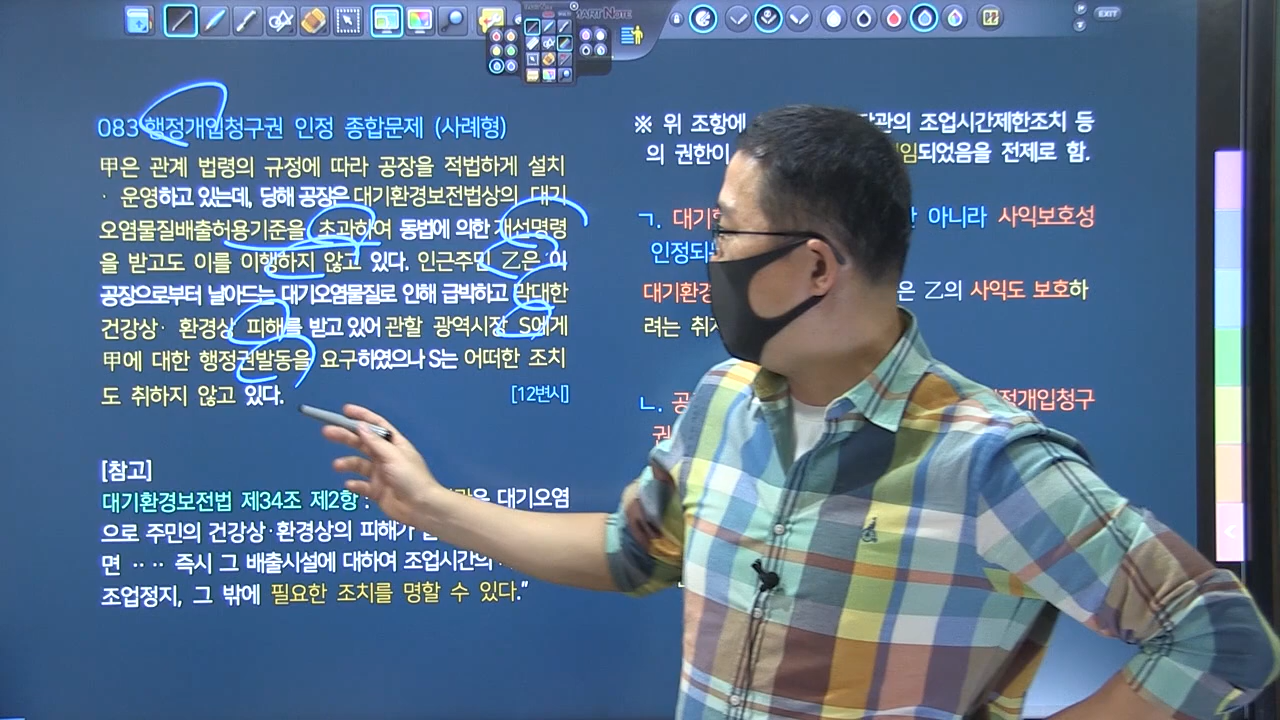 083 행정개입청구권 인정 종합문제 (사례형)
甲은 관계 법령의 규정에 따라 공장을 적법하게 설치
· 운영하고 있는데, 당해 공장은 대기환경보전법상의 대기
오염물질배출허용기준을 초과하여 동법에 의한 개선명령
을 받고도 이를 이행하지 않고 있다. 인근주민 乙은 이
공장으로부터 날아드는 대기오염물질로 인해 급박하고 막대한
건강상· 환경상 피해를 받고 있어 관할 광역시장 S에게
甲에 대한 행정권발동을 요구하였으나 S는 어떠한 조치
도 취하지 않고 있다.
[12변시]
[참고]
대기환경보전법 제34조 제2항 : 대기오염
으로 주민의 건강상·환경상의 피해가
면 ‥‥ 즉시 그 배출시설에 대하여 조업시간의
조업정지, 그 밖에 필요한 조치를 명할 수 있다.”
※ 위 조항에 장관의 조업시간제한조치 등
의 권한이 임되었음을 전제로 함.
ㄱ. 대기 아니라 사익보호성
인정되
대기환경 은 乙의 사익도 보호하
려는 취지
ㄴ. 공 정개입청구
권
EXIT